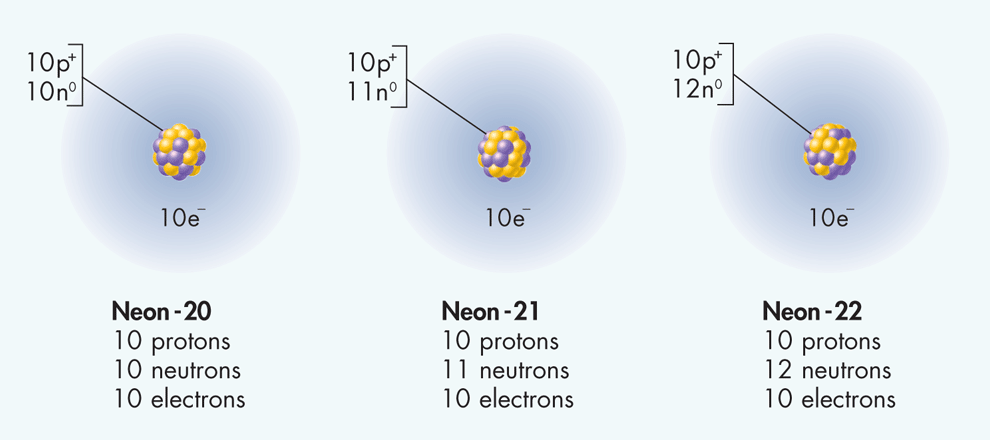 10p⁺
10n⁰
10e⁻
Neon-20
10 protons
10 neutrons
10 electrons
10p⁺
11n⁰
10e⁻
Neon-21
10 protons
11 neutrons
10 electrons
10p⁺
12n⁰
10e⁻
Neon-22
10 protons
12 neutrons
10 electrons